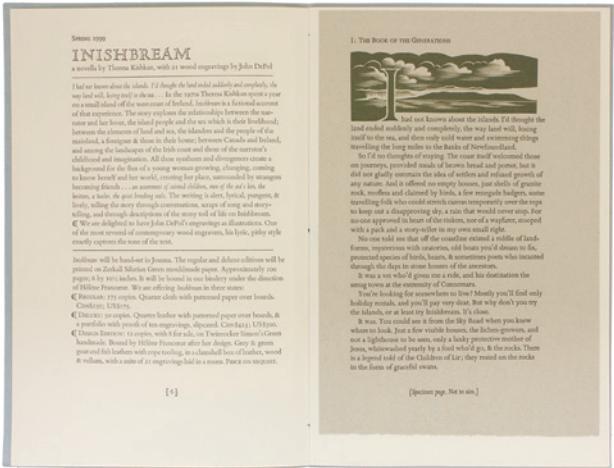 Spring 1999
INISHBREAM
a novella by Theresa Kishkan, with 21 wood engravings by John DePol
I had not known about the islands. I'd thought the land ended suddenly and completely, the
way land will, losing itself to the sea . . . In the 1970s Theresa Kishkan spent a year
on a small island off the west coast of Ireland. Inishbream is a fictional account
of that experience. The story explores the relationships between the nar-
rator and her lover, the island people and the sea which is their livelihood;
between the elements of land and sea, the islanders and the people of the
mainland, a foreigner & those in their home; between Canada and Ireland,
and among the landscapes of the Irish coast and those of the narrator's
childhood and imagination. All these synthesis and divergences create a
background for the flux of a young woman growing, changing, coming
to know herself and her world, creating her place, surrounded by strangers
becoming friends . . .
The writing is alert, lyrical, pungent, &
lively, telling the story through conversations, scraps of song and story-
telling, and through descriptions of the story toll of life on Inishbream.
¶ We are delighted to have John DePol's engravings as illustrations. One
of the most revered of contemporary wood engravers, his lyric, pithy style
exactly captures the tone of the text.
Inishbream will be hand-set in Joanna. The regular and deluxe editions will be
printed on Zerkall Silurian Green mouldmade paper. Approximately 200
pages; 6 by 10½ inches. It will be bound in our bindery under the direction
of Hélène Francoeur. We are offering Inishbream in three states:
¶ Regular: 175 copies. Quarter cloth with patterned paper over boards.
¶ Deluxe: 50 copies. Quarter leather with patterned paper over boards, &
a portfolio with proofs of ten engravings, slipcased.
¶ Design Edition: 12 copies, with 8 for sale, on Twinrocker Simon's Green
handmade. Bound by Hélène Francoeur after her design. Grey & green
goat and fish leathers with rope tooling, in a clamshell box of leather, wood
& vellum, with a suite of 21 engravings laid in a room. Price on request.
[6]
1. The Book of the Generations
I had not known about the islands. I'd thought the
land ended suddenly and completely, the way land will, losing
itself to the sea, and then only cold water and swimming things
travelling the long miles to the Banks of Newfoundland.
So I'd no thoughts of staying. The coast itself welcomed those
on journeys, provided meals of brown bread and porter, but it
did not gladly entertain the idea of settlers and refused growth of
any nature. And it offered no empty houses, just shells of granite
rock, roofless and claimed by birds, a few renegade badgers, some
travelling folk who could stretch canvas temporarily over the tops
to keep out a disapproving sky, a rain that would never stop. For
no one approved in heart of the tinkers, nor of a wayfarer, stooped
with a pack and a story-teller in my own small right.
No one told me that off the coastline existed a riddle of land-
forms, mysterious with oratories, old boats you'd dream to fix,
protected species of birds, beasts, & sometimes poets who incanted
through the days in stone houses of the ancestors.
It was a vet who'd given me a ride, and his destination the
smug town at the extremity of Connemara.
You're looking for somewhere to live? Mostly you'll find only
holiday rentals, and you'll pay very dear. But why don't you try
the islands, or at least try Inishbream. It's close.
It was. You could see it from the Sky Road when you knew
where to look. Just a few visible houses, the lichen-growers, and
not a lighthouse to be seen, only a lanky protective mother of
Jesus, whitewashed yearly by a fool who'd go, & the rocks. There
is a legend told of the Children of Lir; they rested on the rocks
in the form of graceful swans.
[Specimen page. Not to size.]